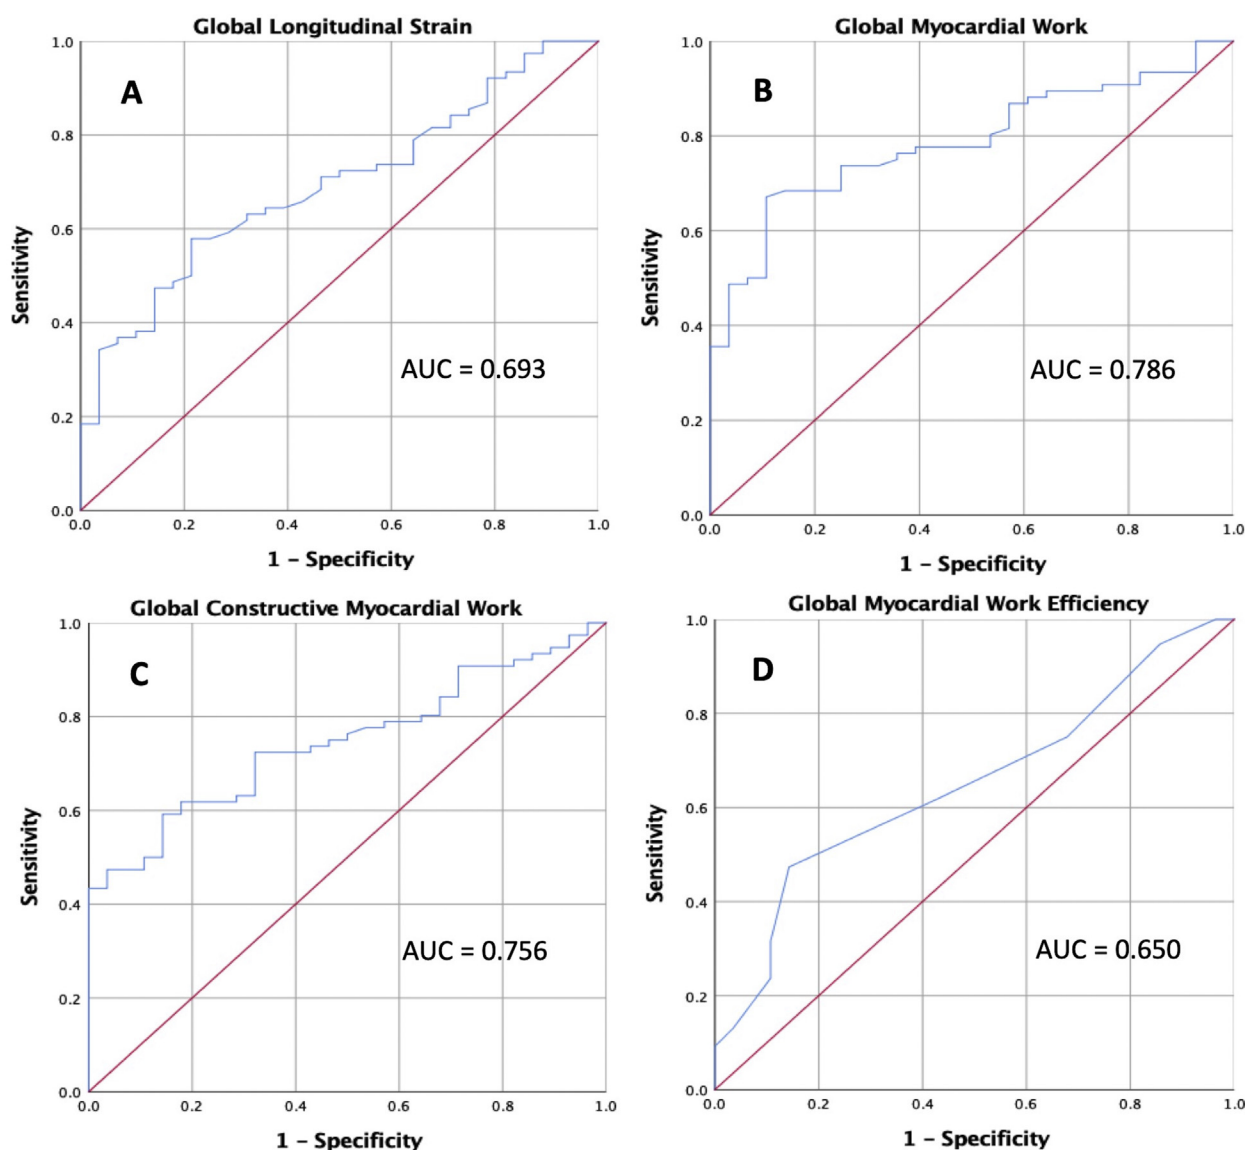 Global Longitudinal Strain
A
1.0
0.8
0.6
0.4
0.2
0.0
Sensitivity
AUC = 0.693
0.0 0.2 0.4 0.6 0.8 1.0
1 – Specificity
Global Myocardial Work
B
1.0
0.8
0.6
0.4
0.2
0.0
Sensitivity
AUC = 0.786
0.0 0.2 0.4 0.6 0.8 1.0
1 – Specificity
Global Constructive Myocardial Work
C
1.0
0.8
0.6
0.4
0.2
0.0
Sensitivity
AUC = 0.756
0.0 0.2 0.4 0.6 0.8 1.0
1 – Specificity
Global Myocardial Work Efficiency
D
1.0
0.8
0.6
0.4
0.2
0.0
Sensitivity
AUC = 0.650
0.0 0.2 0.4 0.6 0.8 1.0
1 – Specificity